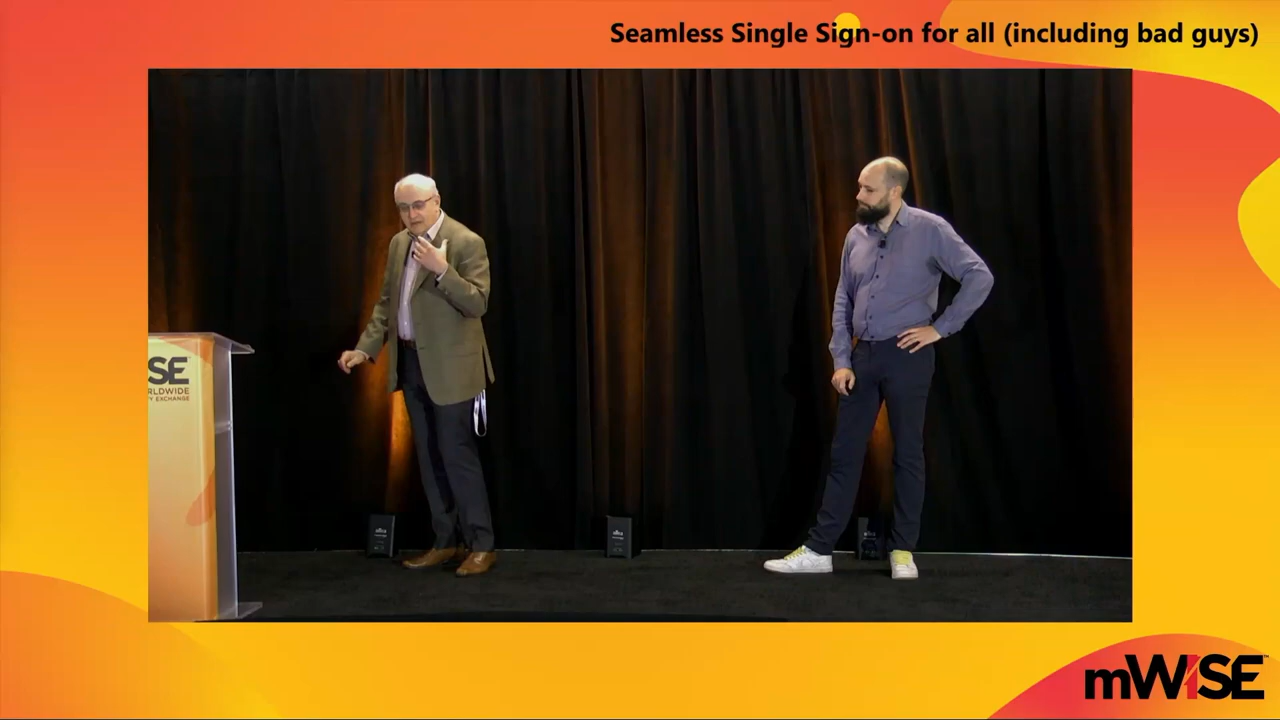 Seamless Single Sign-on for all (including bad guys)
SE
RLDWIDE
Y EXCHANGE
mWISE